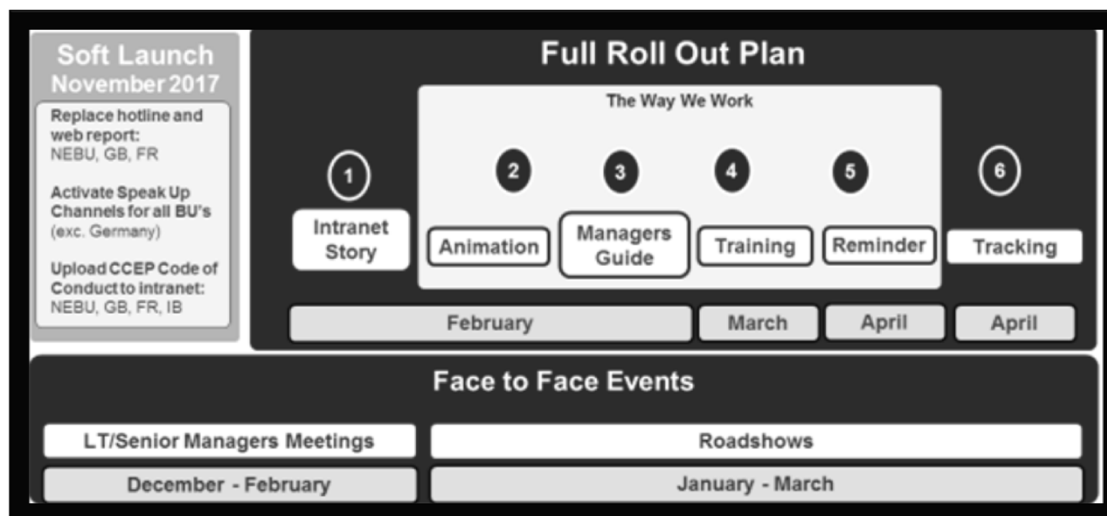 Soft Launch
November 2017
Replace hotline and
web report:
NEBU, GB, FR
Activate Speak Up
Channels for all BU's
(exc. Germany)
Upload CCEP Code of
Conduct to intranet:
NEBU, GB, FR, IB
Full Roll Out Plan
The Way We Work
1
2
3
4
5
6
Intranet
Story
Animation
Managers
Guide
Training
Reminder
Tracking
February
March
April
April
Face to Face Events
LT/Senior Managers Meetings
Roadshows
December - February
January - March